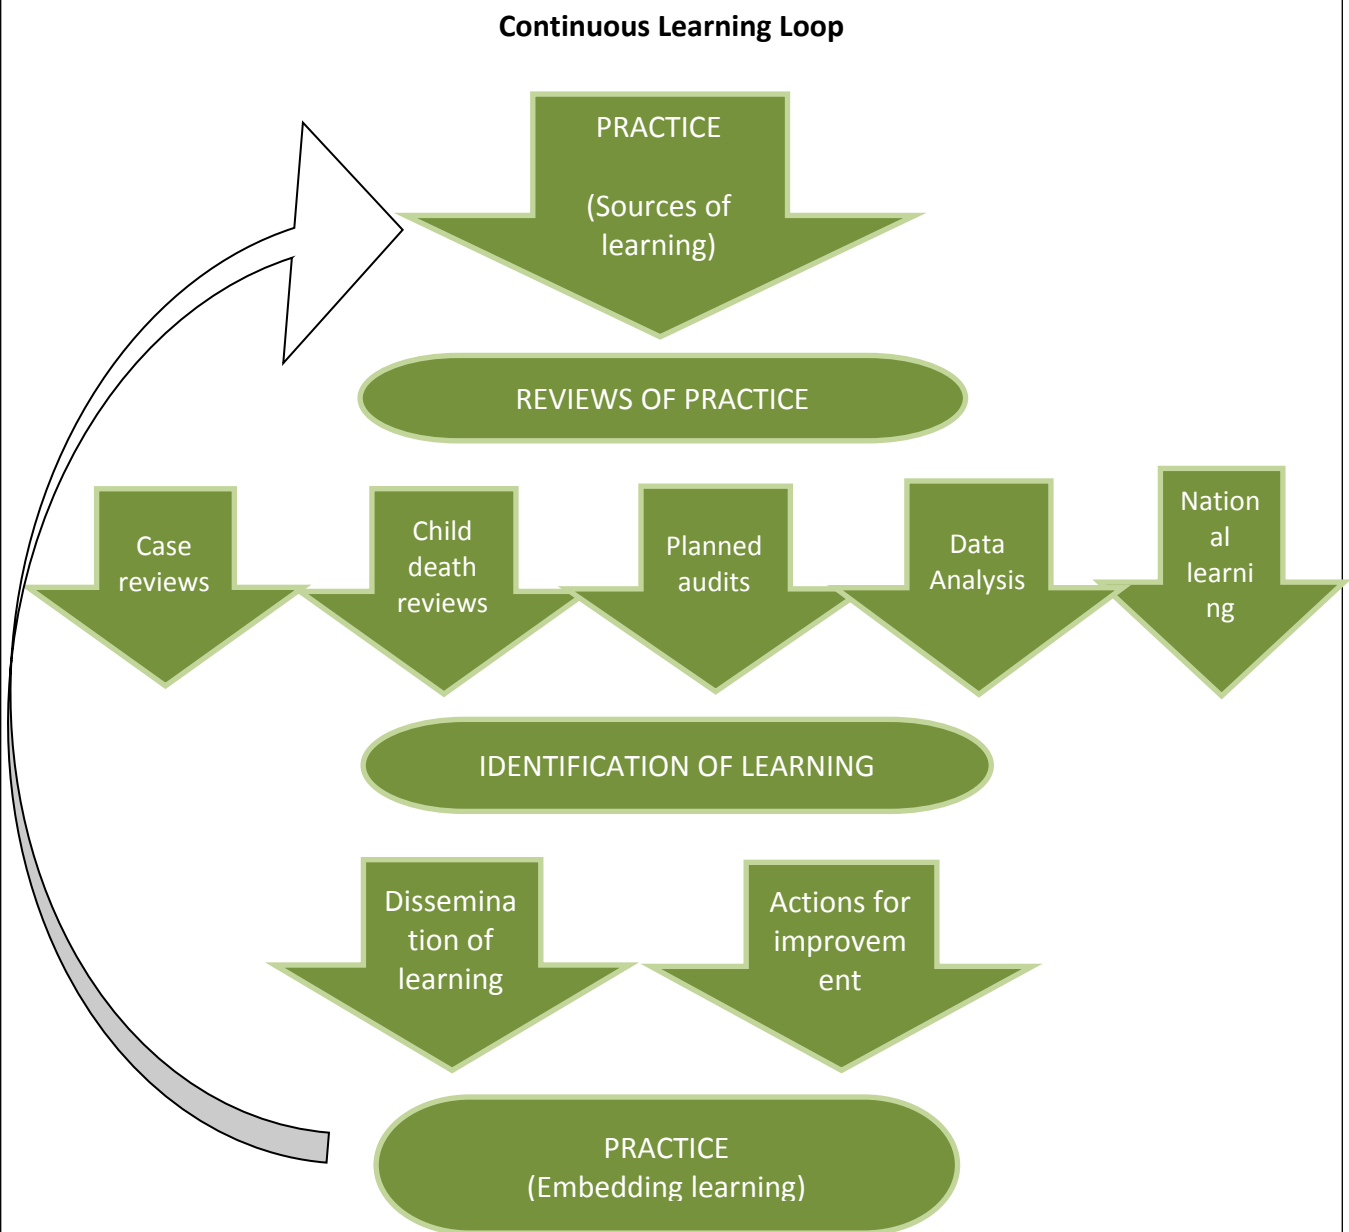 Continuous Learning Loop
PRACTICE
(Sources of
learning)
REVIEWS OF PRACTICE
Case
reviews
Child
death
reviews
Planned
audits
Data
Analysis
Nation
al
learni
ng
IDENTIFICATION OF LEARNING
Dissemina
tion of
learning
Actions for
improvem
ent
PRACTICE
(Embedding learning)